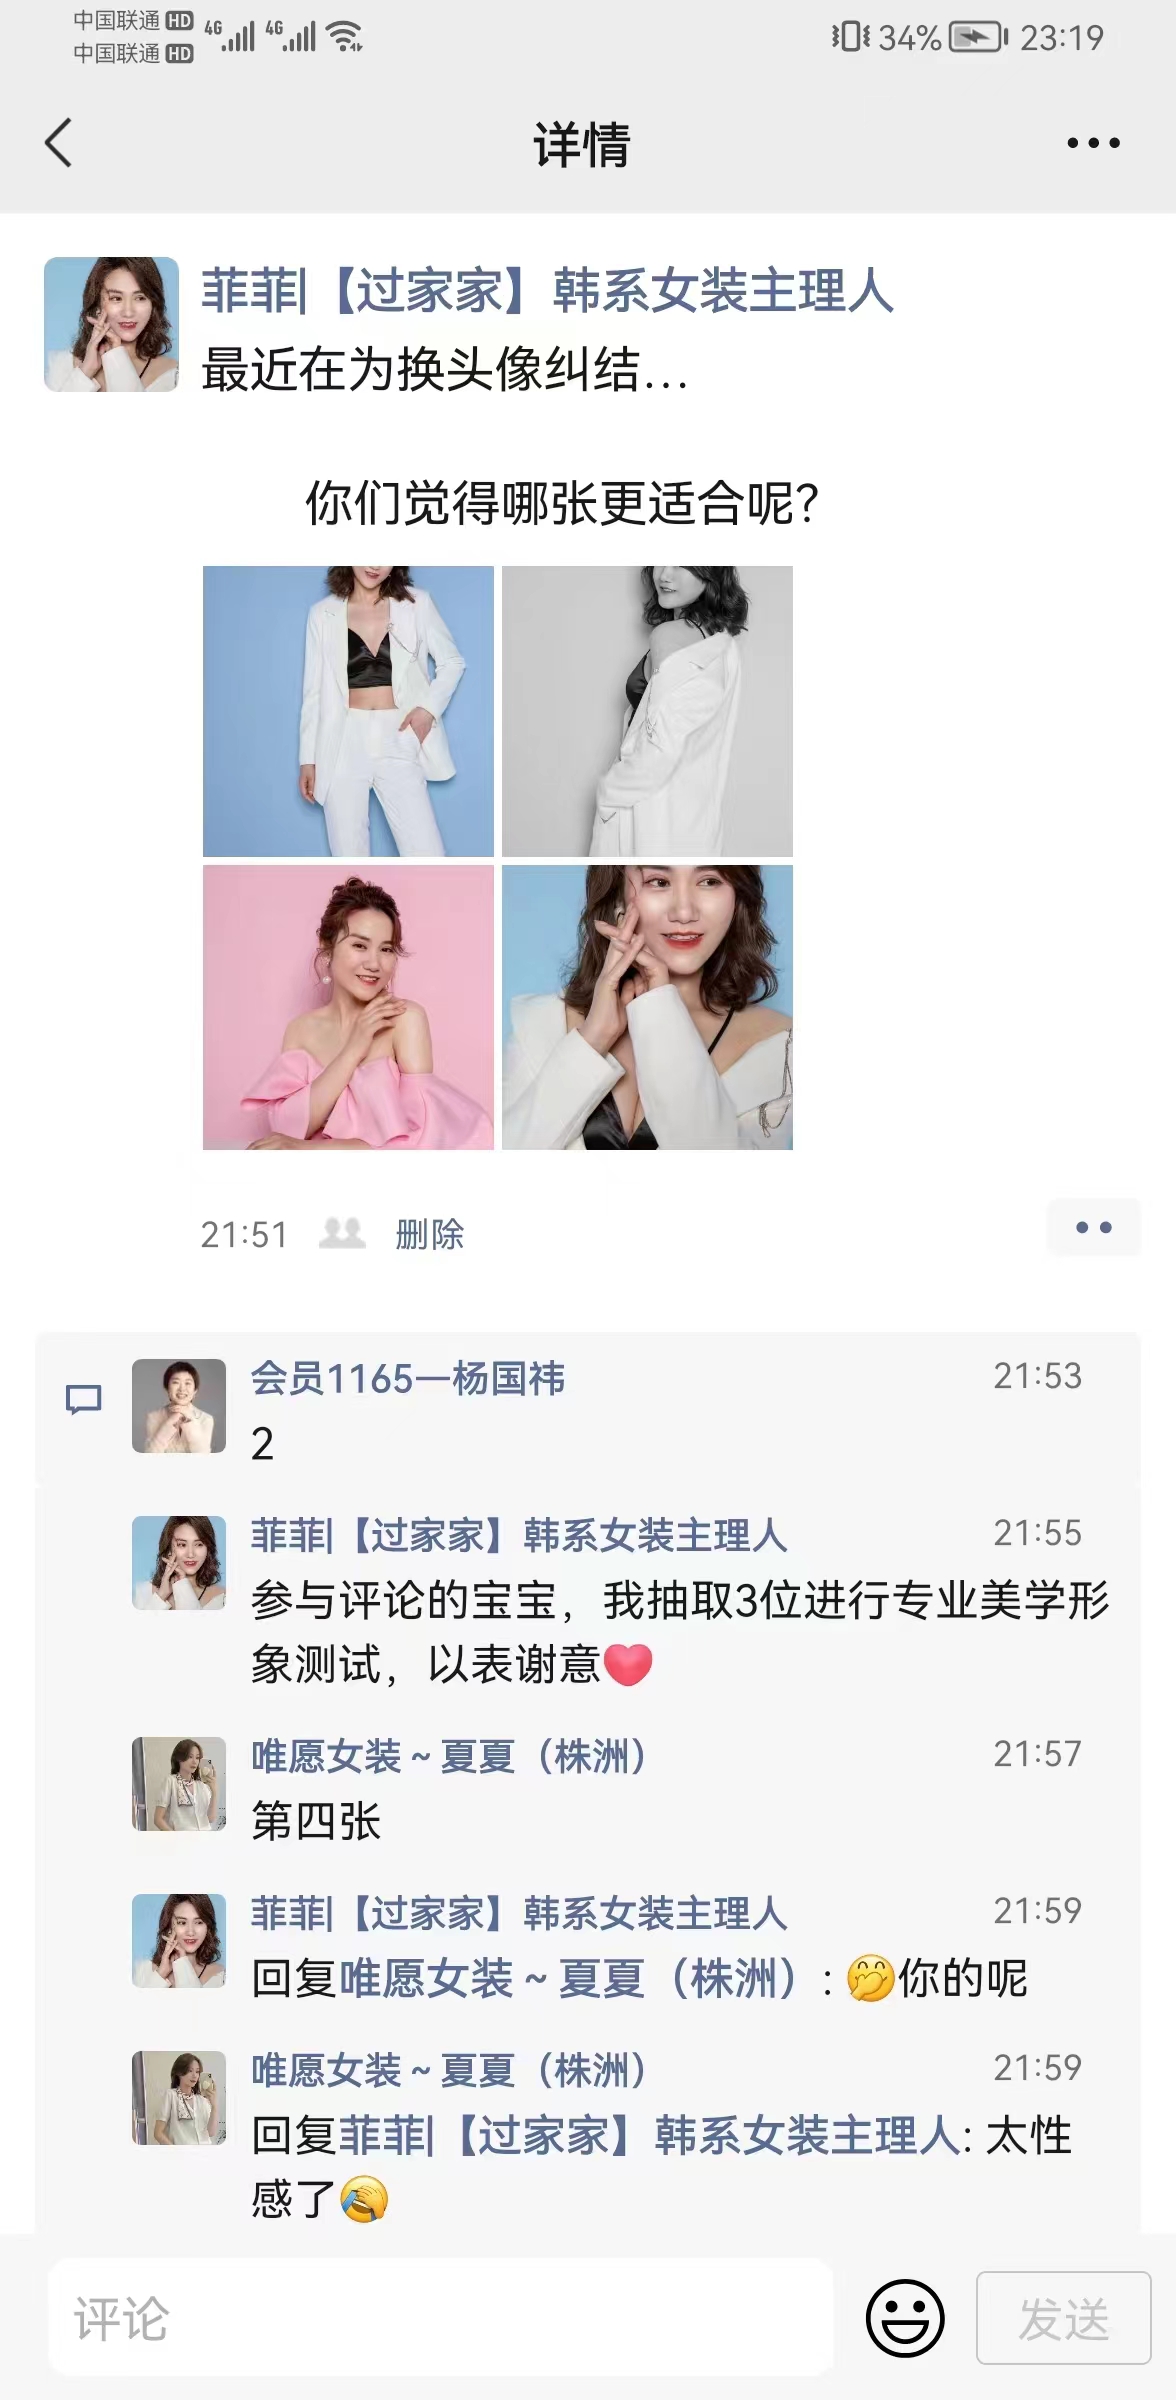 中国联通 HD 4G 4G 34% 23:19
中国联通 HD
详情
菲菲|【过家家】韩系女装主理人
最近在为换头像纠结...
你们觉得哪张更适合呢?
21:51 删除
会员1165—杨国祎 21:53
2
菲菲|【过家家】韩系女装主理人 21:55
参与评论的宝宝，我抽取3位进行专业美学形
象测试，以表谢意
唯愿女装~夏夏（株洲） 21:57
第四张
菲菲|【过家家】韩系女装主理人 21:59
回复唯愿女装~夏夏（株洲）: 你的呢
唯愿女装~夏夏（株洲） 21:59
回复菲菲|【过家家】韩系女装主理人: 太性
感了
评论 发送